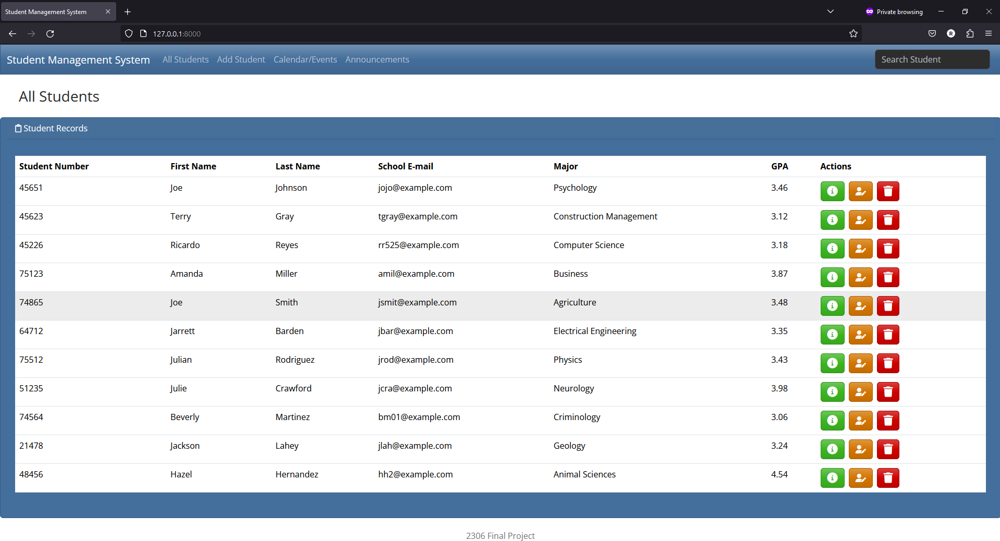 Student Management System
Private browsing
127.0.0.1:8000
Student Management System All Students Add Student Calendar/Events Announcements Search Student
All Students
Student Records
Student Number First Name Last Name School E-mail Major GPA Actions
45651 Joe Johnson jojo@example.com Psychology 3.46
45623 Terry Gray tgray@example.com Construction Management 3.12
45226 Ricardo Reyes rr525@example.com Computer Science 3.18
75123 Amanda Miller amil@example.com Business 3.87
74865 Joe Smith jsmit@example.com Agriculture 3.48
64712 Jarrett Barden jbar@example.com Electrical Engineering 3.35
75512 Julian Rodriguez jrod@example.com Physics 3.43
51235 Julie Crawford jcra@example.com Neurology 3.98
74564 Beverly Martinez bm01@example.com Criminology 3.06
21478 Jackson Lahey jlah@example.com Geology 3.24
48456 Hazel Hernandez hh2@example.com Animal Sciences 4.54
2306 Final Project